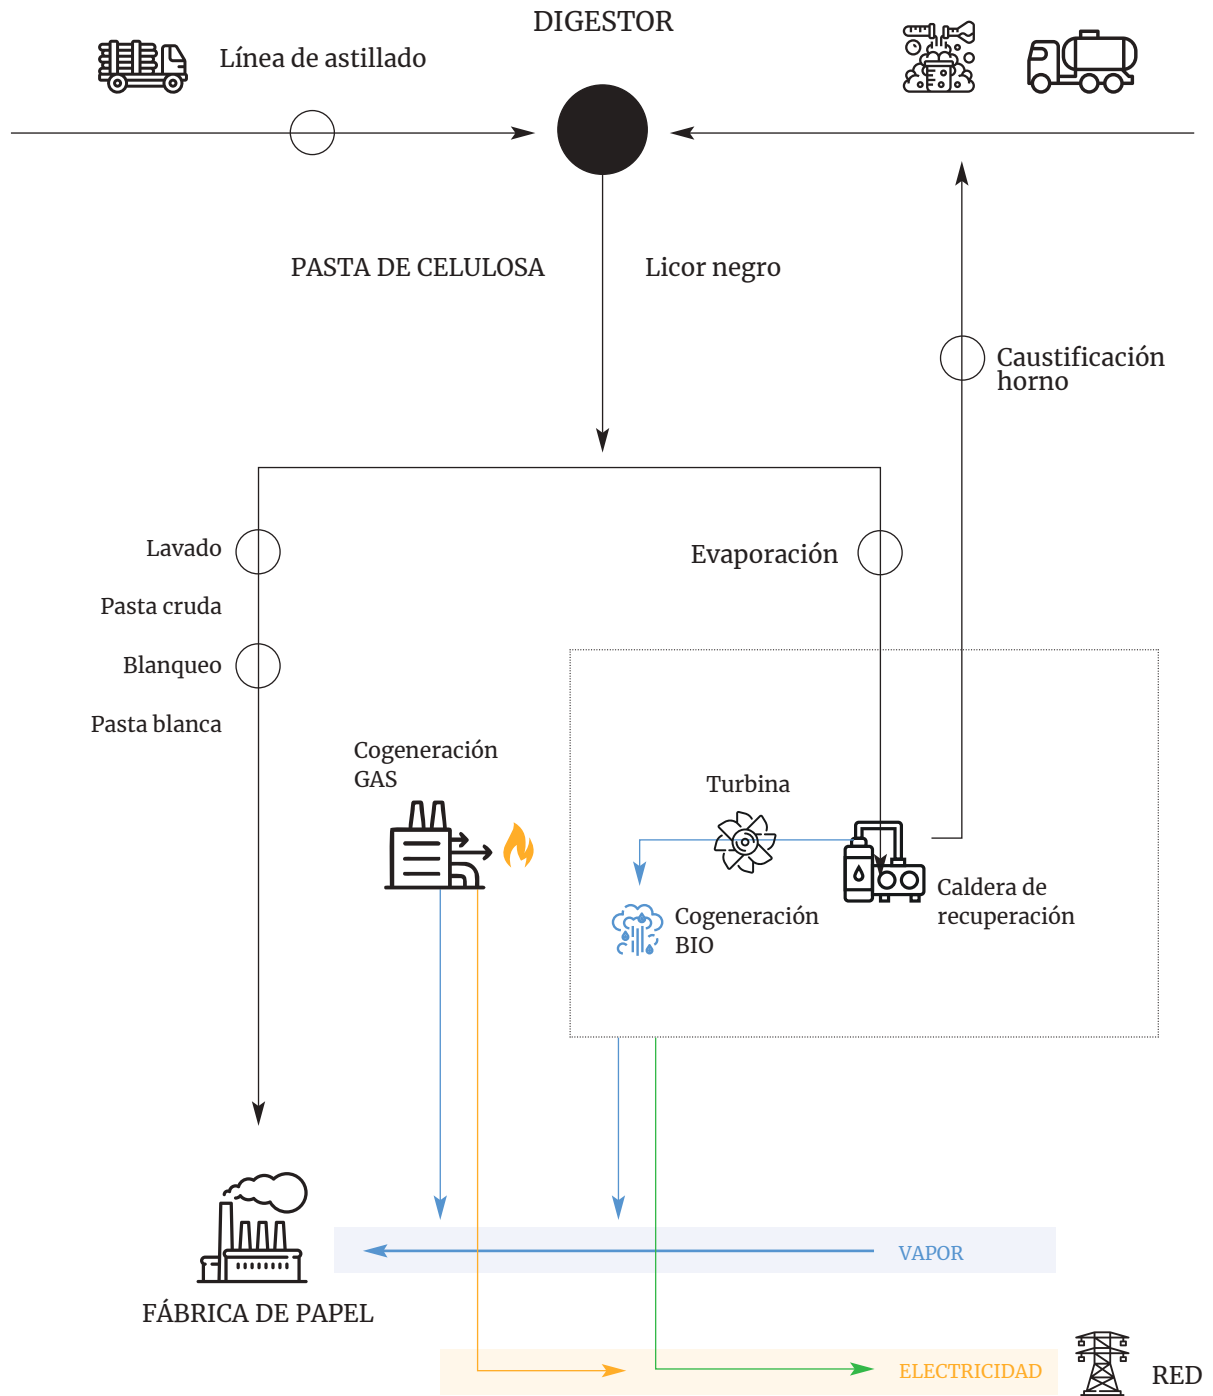 DIGESTOR
Línea de astillado
PASTA DE CELULOSA
Licor negro
Caustificación
horno
Lavado
Evaporación
Pasta cruda
Blanqueo
Pasta blanca
Cogeneración
GAS
Turbina
Caldera de
recuperación
Cogeneración
BIO
VAPOR
FÁBRICA DE PAPEL
ELECTRICIDAD
RED